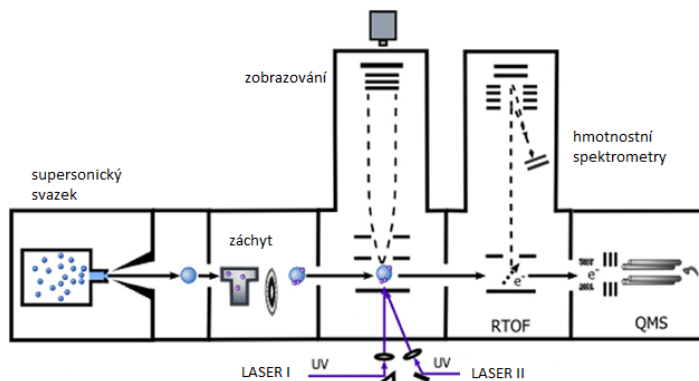 zobrazování
hmotnostní
spektrometry
supersonický
svazek
záchyt
e-
e-
RTOF
QMS
LASER I
UV
UV
LASER II